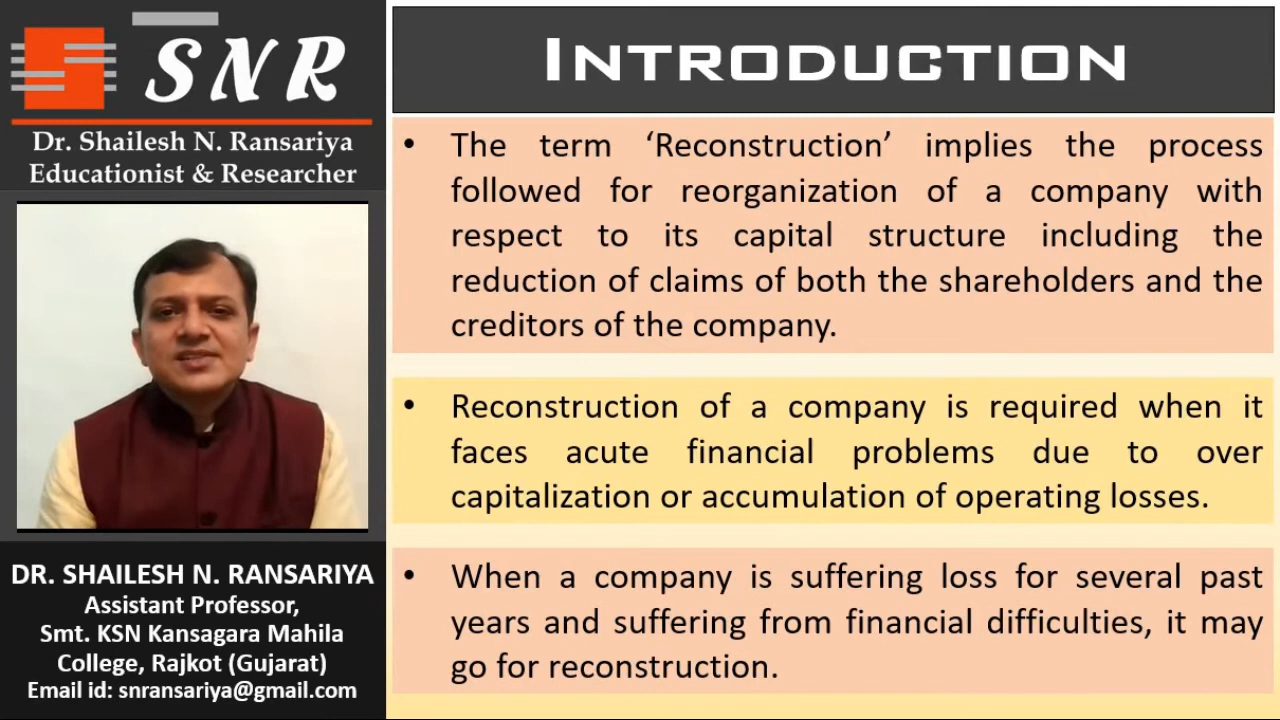 SNR
Dr. Shailesh N. Ransariya
Educationist & Researcher
DR. SHAILESH N. RANSARIYA
Assistant Professor,
Smt. KSN Kansagara Mahila
College, Rajkot (Gujarat)
Email id: snransariya@gmail.com
INTRODUCTION
• The term ‘Reconstruction’ implies the process
followed for reorganization of a company with
respect to its capital structure including the
reduction of claims of both the shareholders and the
creditors of the company.
• Reconstruction of a company is required when it
faces acute financial problems due to over
capitalization or accumulation of operating losses.
• When a company is suffering loss for several past
years and suffering from financial difficulties, it may
go for reconstruction.